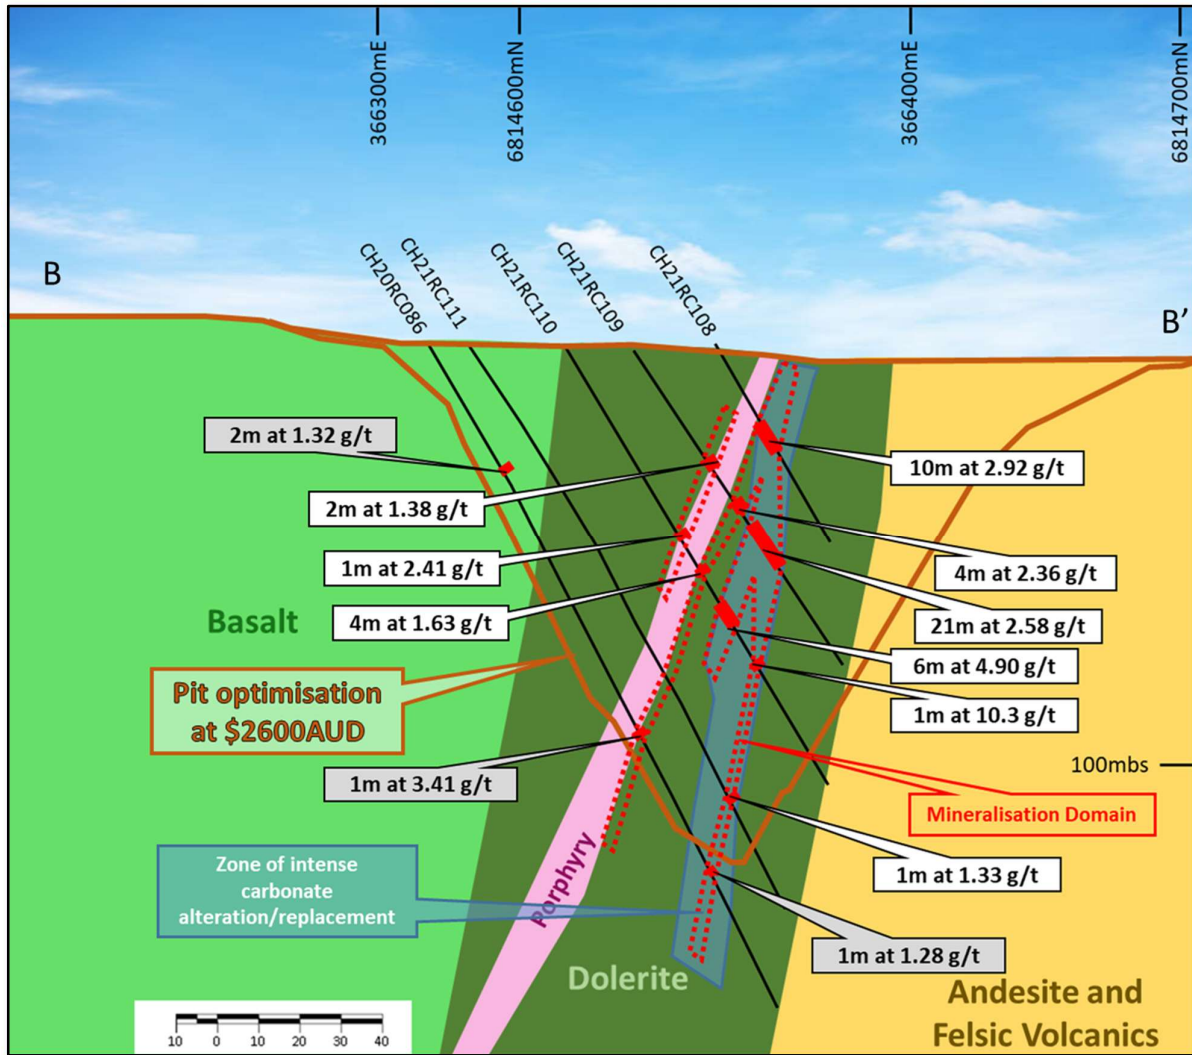 366300mE
6814600mN
366400mE
6814700mN
B
B’
CH20RC086
CH21RC111
CH21RC110
CH21RC109
CH21RC108
2m at 1.32 g/t
2m at 1.38 g/t
1m at 2.41 g/t
4m at 1.63 g/t
10m at 2.92 g/t
4m at 2.36 g/t
21m at 2.58 g/t
6m at 4.90 g/t
1m at 10.3 g/t
Basalt
Pit optimisation
at $2600AUD
1m at 3.41 g/t
100mbs
Mineralisation Domain
Zone of intense
carbonate
alteration/replacement
Porphyry
1m at 1.33 g/t
1m at 1.28 g/t
Dolerite
Andesite and
Felsic Volcanics
10 0 10 20 30 40